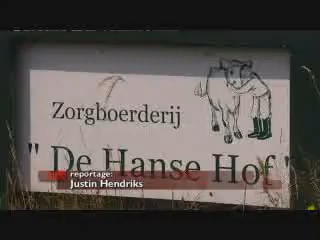 Zorgboerderij
" De Hanse Hof "
reportage:
Justin Hendriks